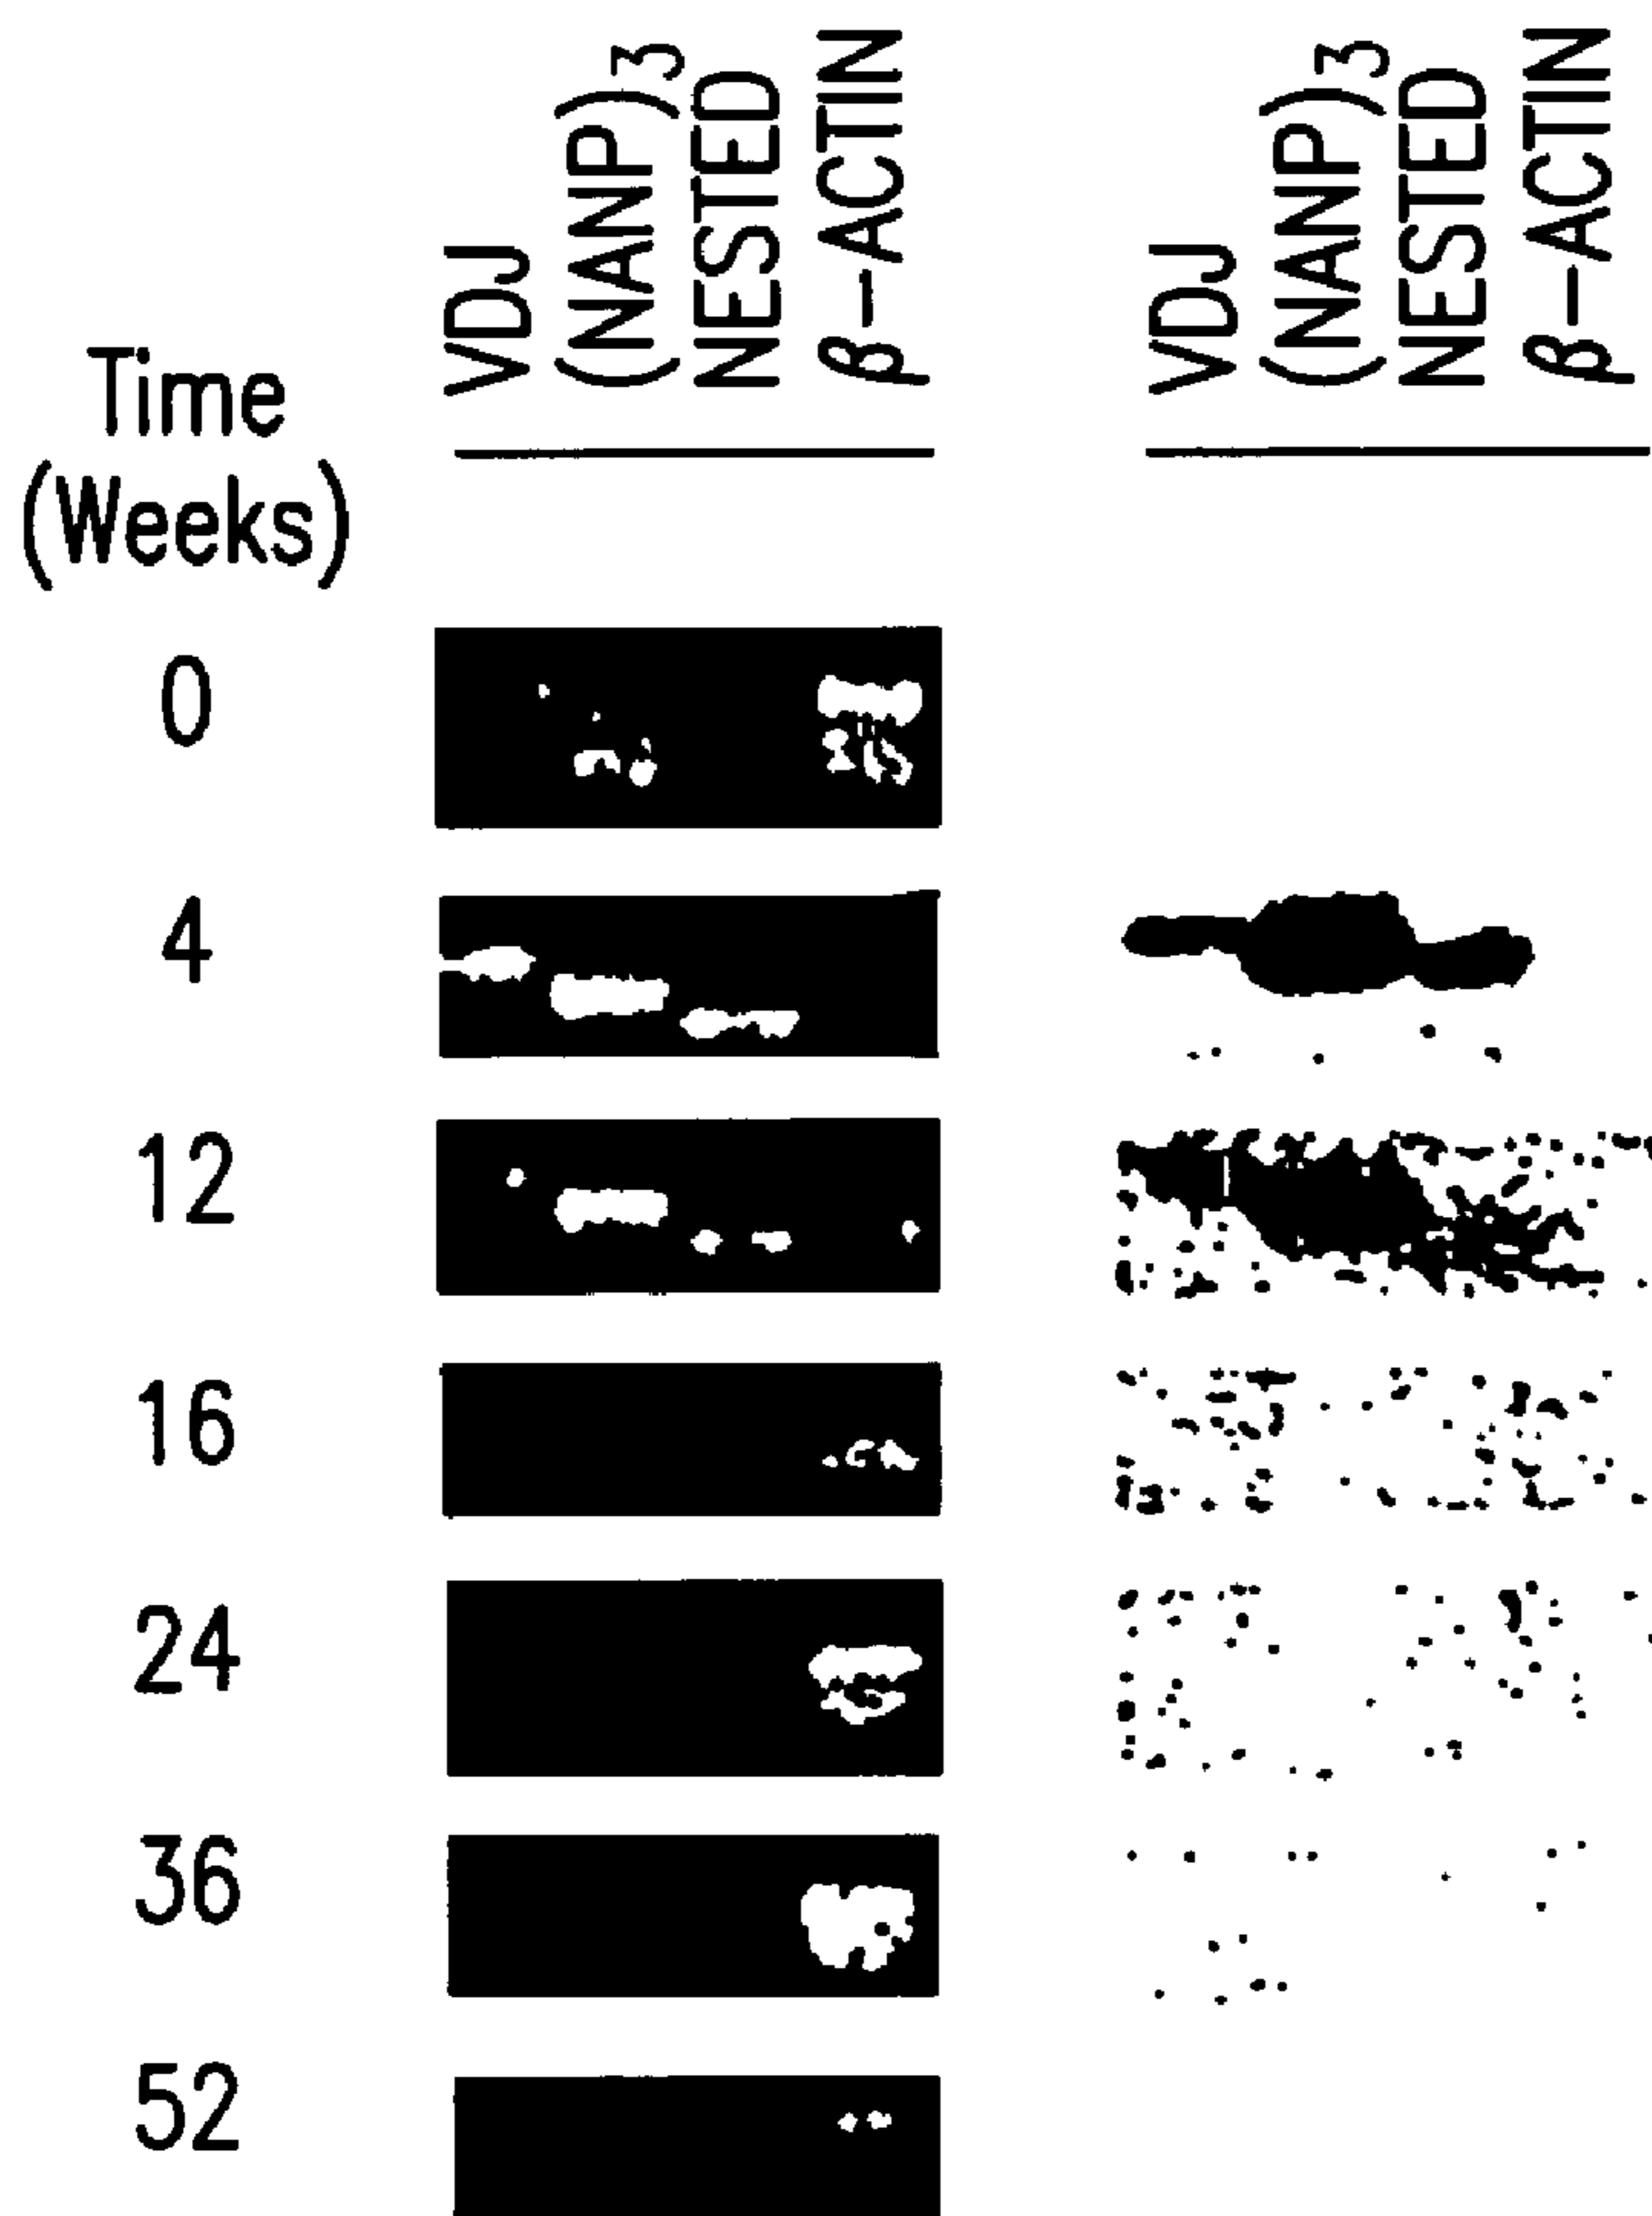 VDJ
(NANP)3
NESTED
β-ACTIN
VDJ
(NANP)3
NESTED
β-ACTIN
Time
(Weeks)
0
4
12
16
24
36
52